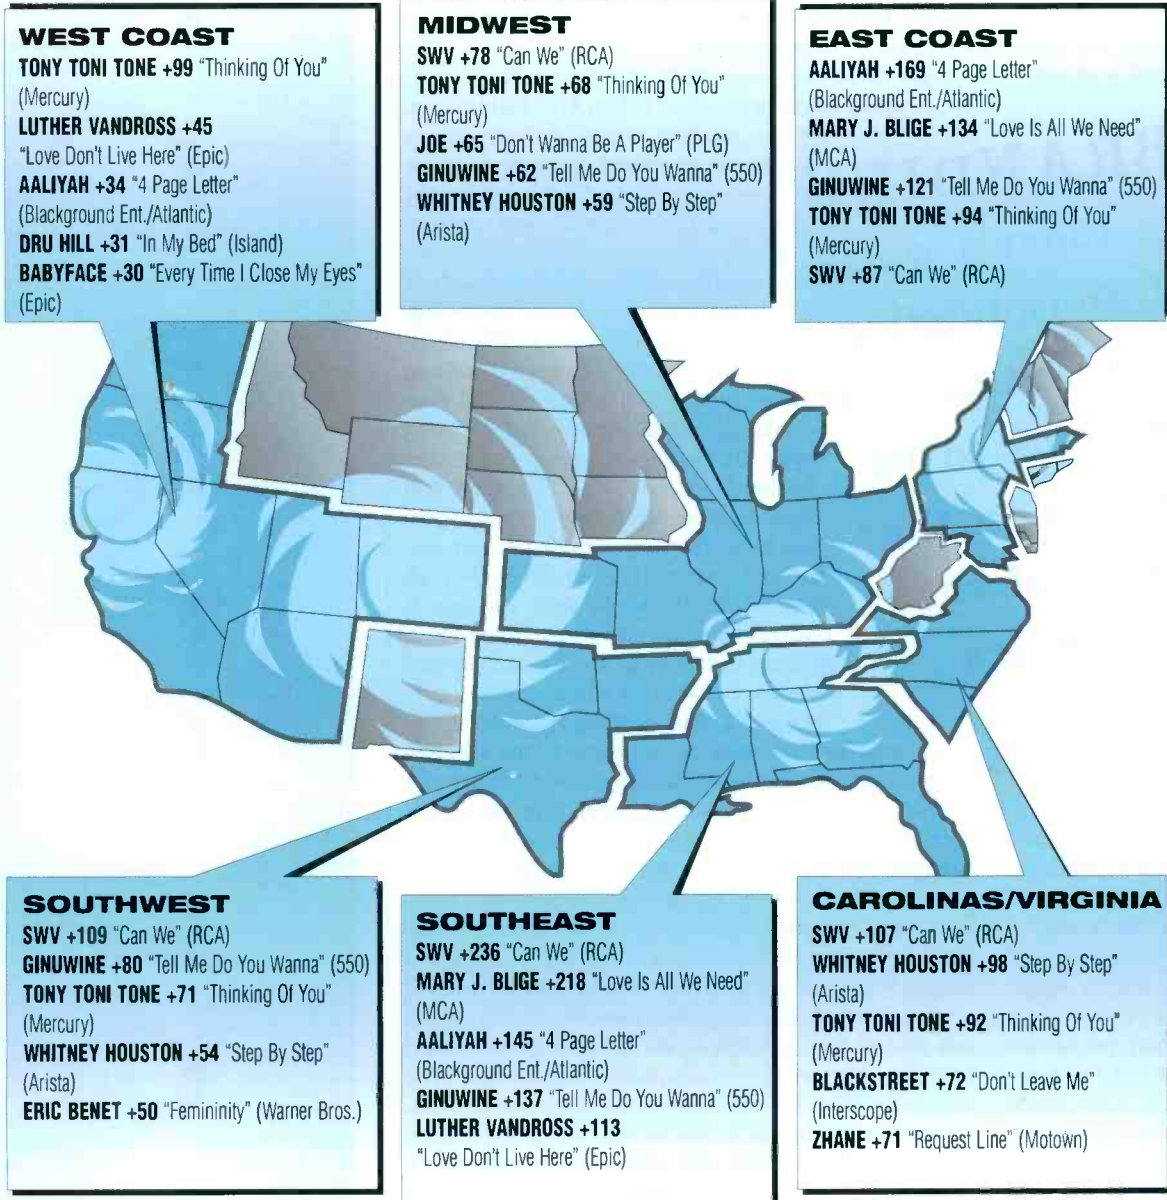 WEST COAST
TONY TONI TONE +99 "Thinking Of You"
(Mercury)
LUTHER VANDROSS +45
"Love Don't Live Here" (Epic)
AALIYAH +34 "4 Page Letter"
(Blackground Ent./Atlantic)
DRU HILL +31 "In My Bed" (Island)
BABYFACE +30 "Every Time I Close My Eyes"
(Epic)
MIDWEST
SWV +78 "Can We" (RCA)
TONY TONI TONE +68 "Thinking Of You"
(Mercury)
JOE +65 "Don't Wanna Be A Player" (PLG)
GINUWINE +62 "Tell Me Do You Wanna" (550)
WHITNEY HOUSTON +59 "Step By Step"
(Arista)
EAST COAST
AALIYAH +169 "4 Page Letter"
(Blackground Ent./Atlantic)
MARY J. BLIGE +134 "Love Is All We Need"
(MCA)
GINUWINE +121 "Tell Me Do You Wanna" (550)
TONY TONI TONE +94 "Thinking Of You"
(Mercury)
SWV +87 "Can We" (RCA)
SOUTHWEST
SWV +109 "Can We" (RCA)
GINUWINE +80 "Tell Me Do You Wanna" (550)
TONY TONI TONE +71 "Thinking Of You"
(Mercury)
WHITNEY HOUSTON +54 "Step By Step"
(Arista)
ERIC BENET +50 "Femininity" (Warner Bros.)
SOUTHEAST
SWV +236 "Can We" (RCA)
MARY J. BLIGE +218 "Love Is All We Need"
(MCA)
AALIYAH +145 "4 Page Letter"
(Blackground Ent./Atlantic)
GINUWINE +137 "Tell Me Do You Wanna" (550)
LUTHER VANDROSS +113
"Love Don't Live Here" (Epic)
CAROLINAS/VIRGINIA
SWV +107 "Can We" (RCA)
WHITNEY HOUSTON +98 "Step By Step"
(Arista)
TONY TONI TONE +92 "Thinking Of You"
(Mercury)
BLACKSTREET +72 "Don't Leave Me"
(Interscope)
ZHANE +71 "Request Line" (Motown)